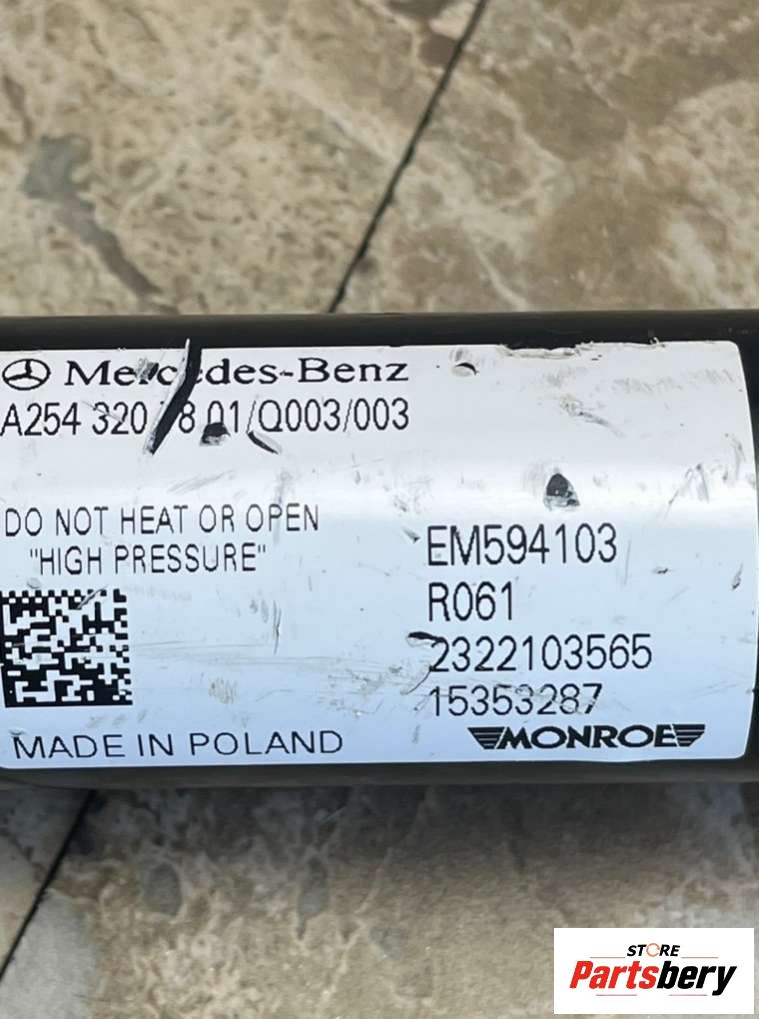 Mercedes-Benz
A254 320 8 01/Q003/003
DO NOT HEAT OR OPEN
"HIGH PRESSURE"
EM594103
R061
2322103565
15353287
MADE IN POLAND
MONROE
STORE
Partsbery